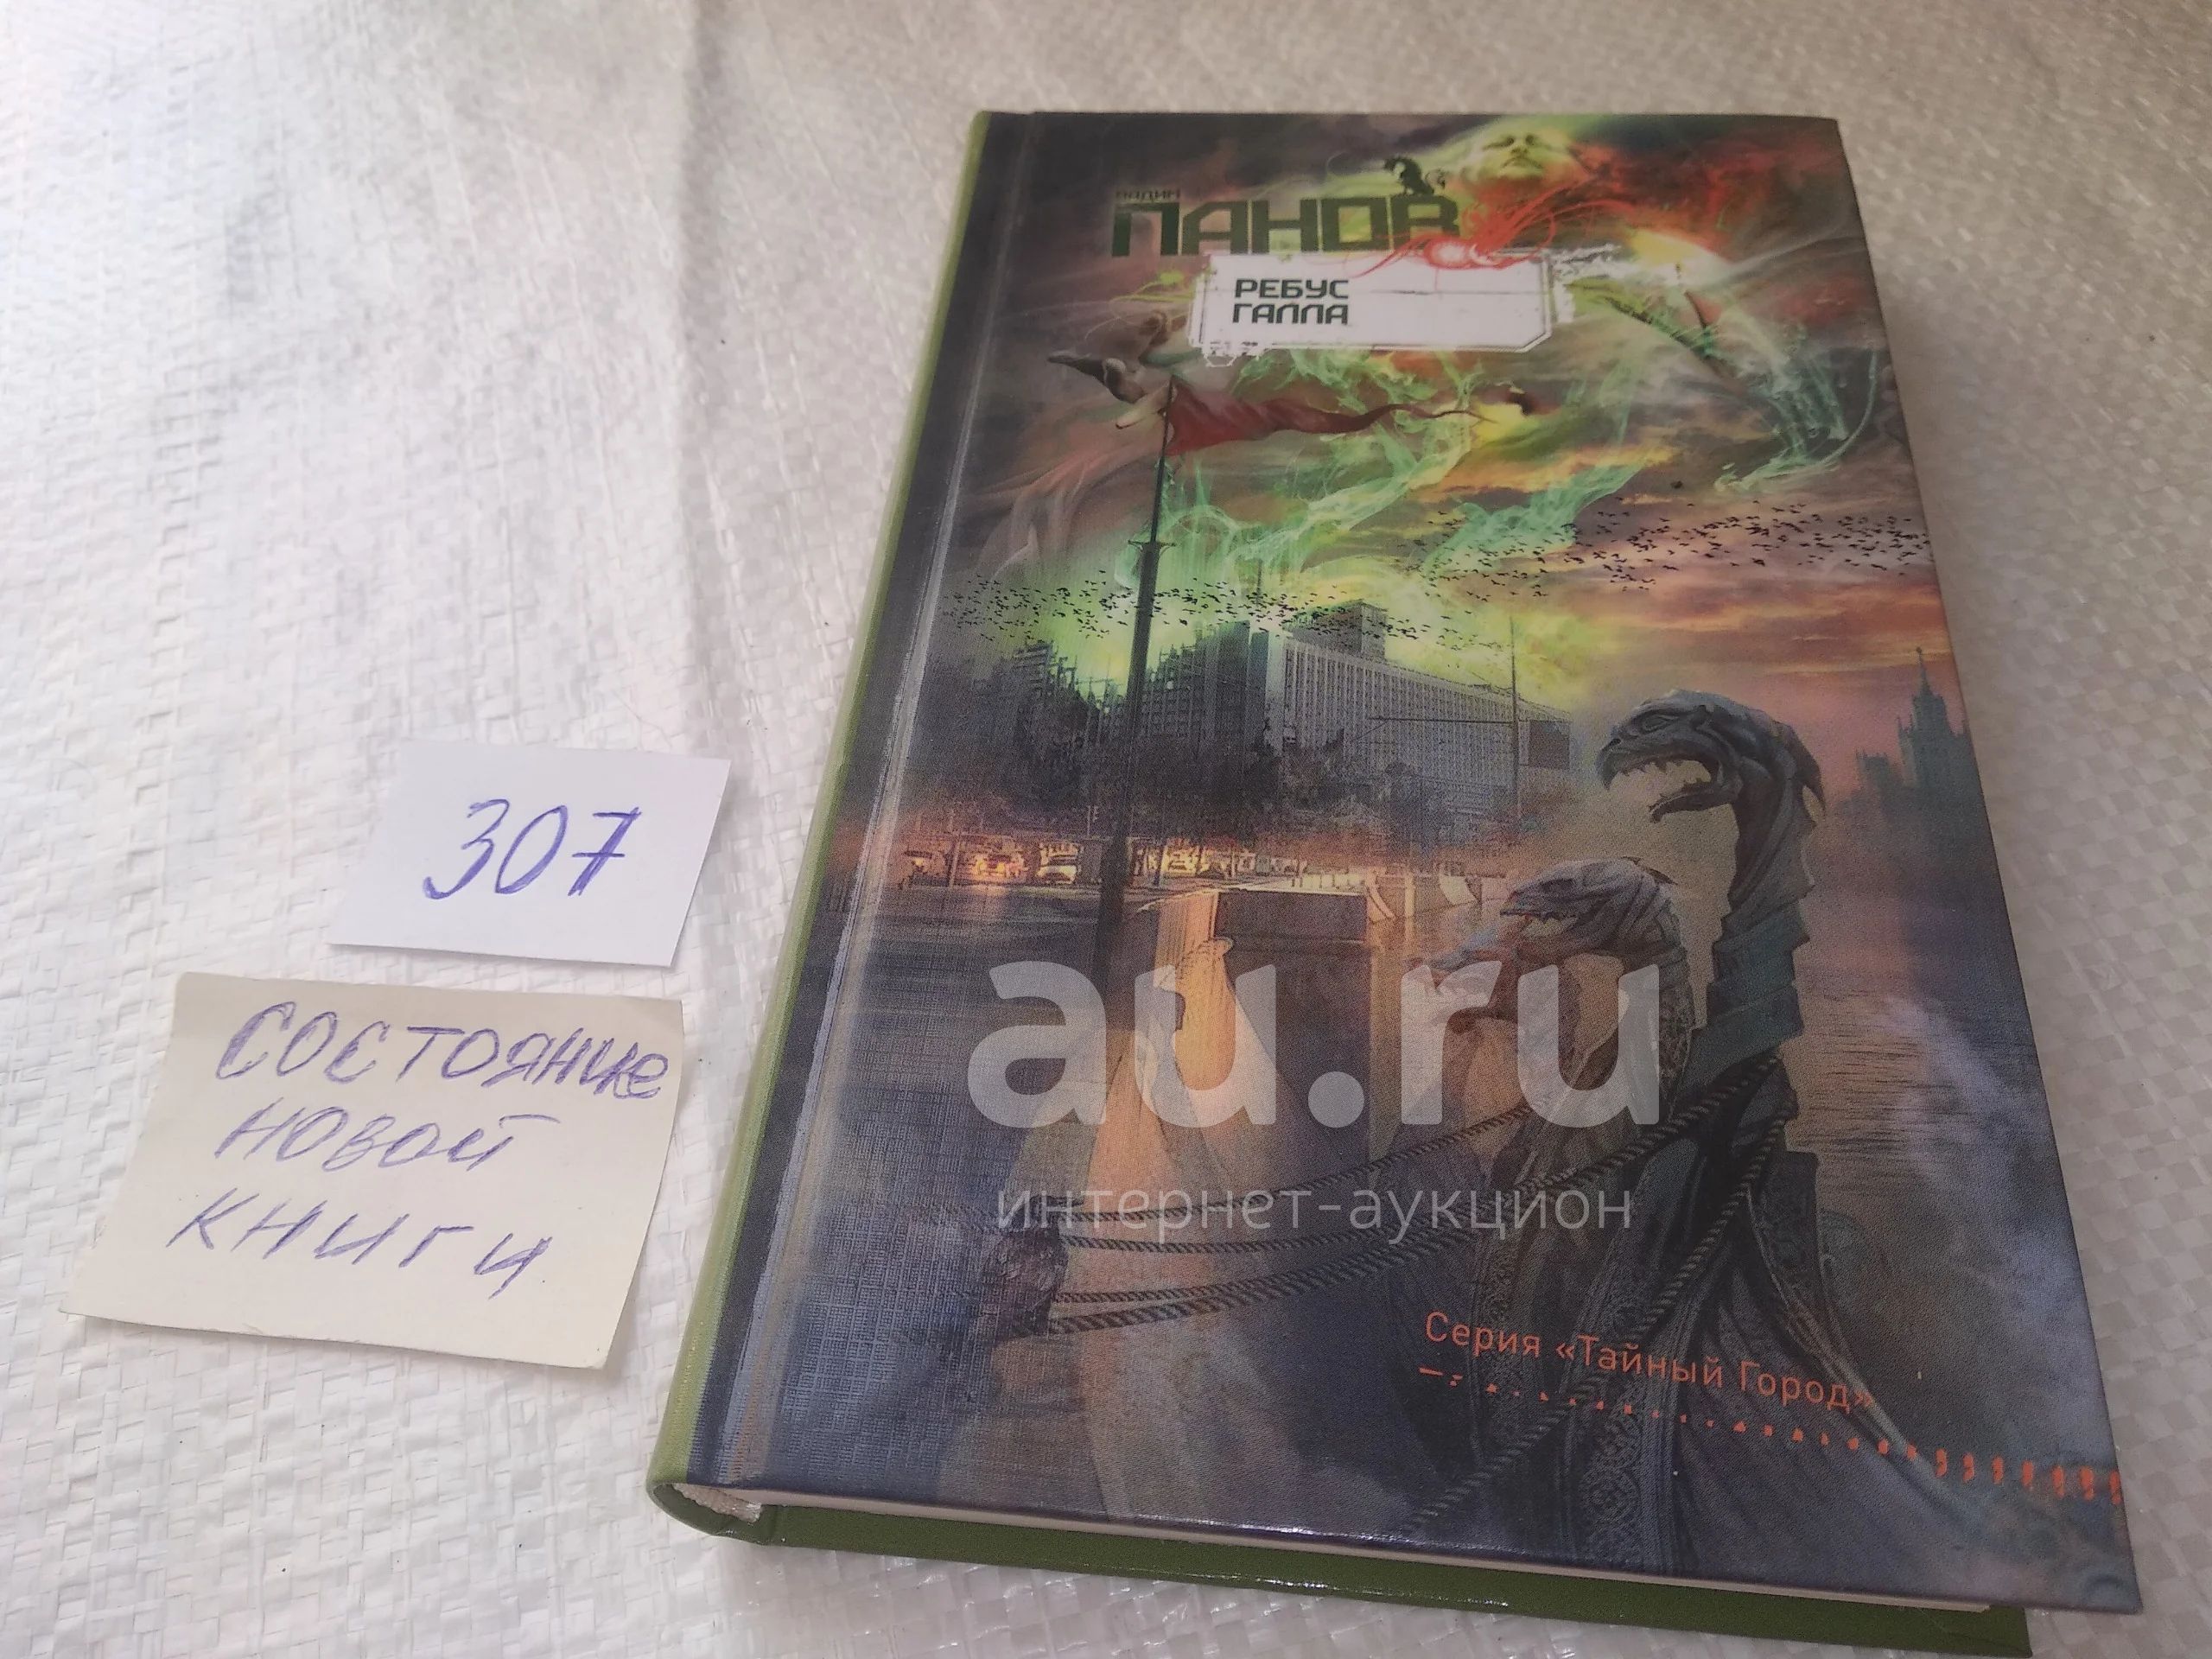 вадим
ПАНОВ
РЕБУС
ГАЛЛА
307
СОСТОЯНИЕ
НОВОЙ
КНИГИ
au.ru
интернет-аукцион
Серия «Тайный Город»